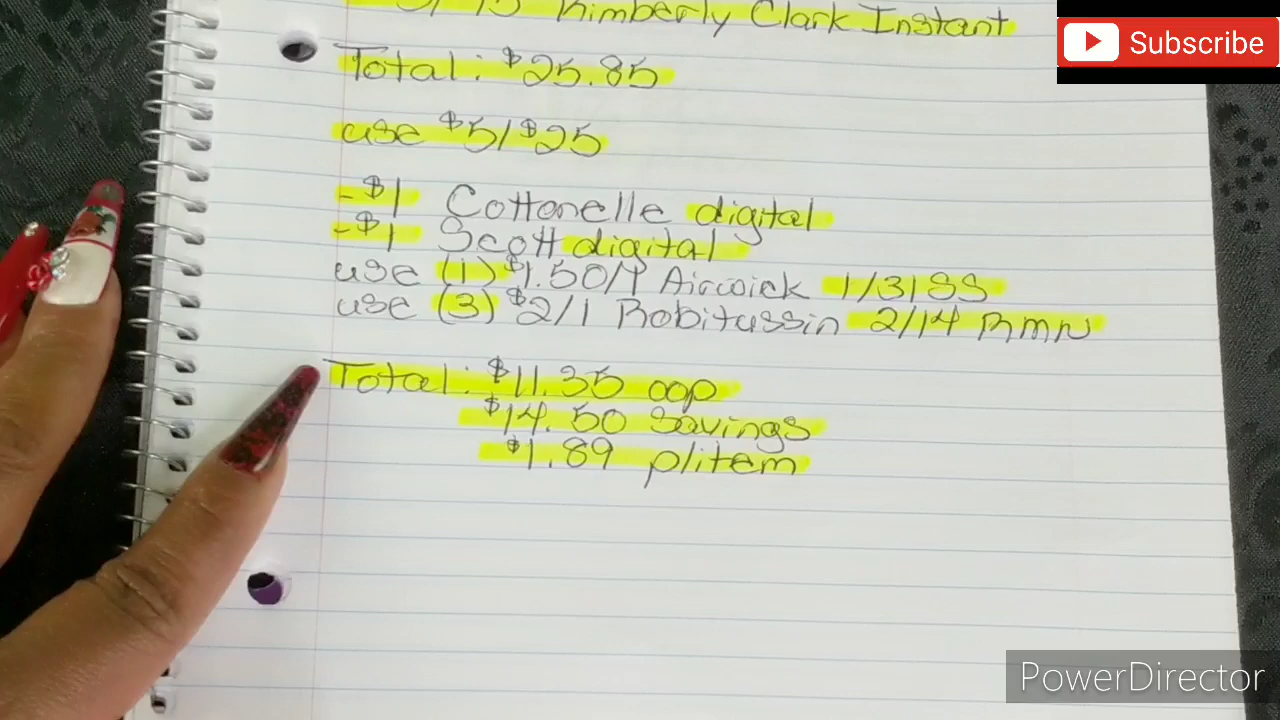 Kimberly Clark Instant
Subscribe
Total: $25.85
use $5/$25
-$1 Cottonelle digital
-$1 Scott digital
use (1) $1.50/1 Airwick 1/31 SS
use (3) $2/1 Robitussin 2/14 RMN
Total: $11.35 oop
$14.50 savings
$1.89 p/item
PowerDirector